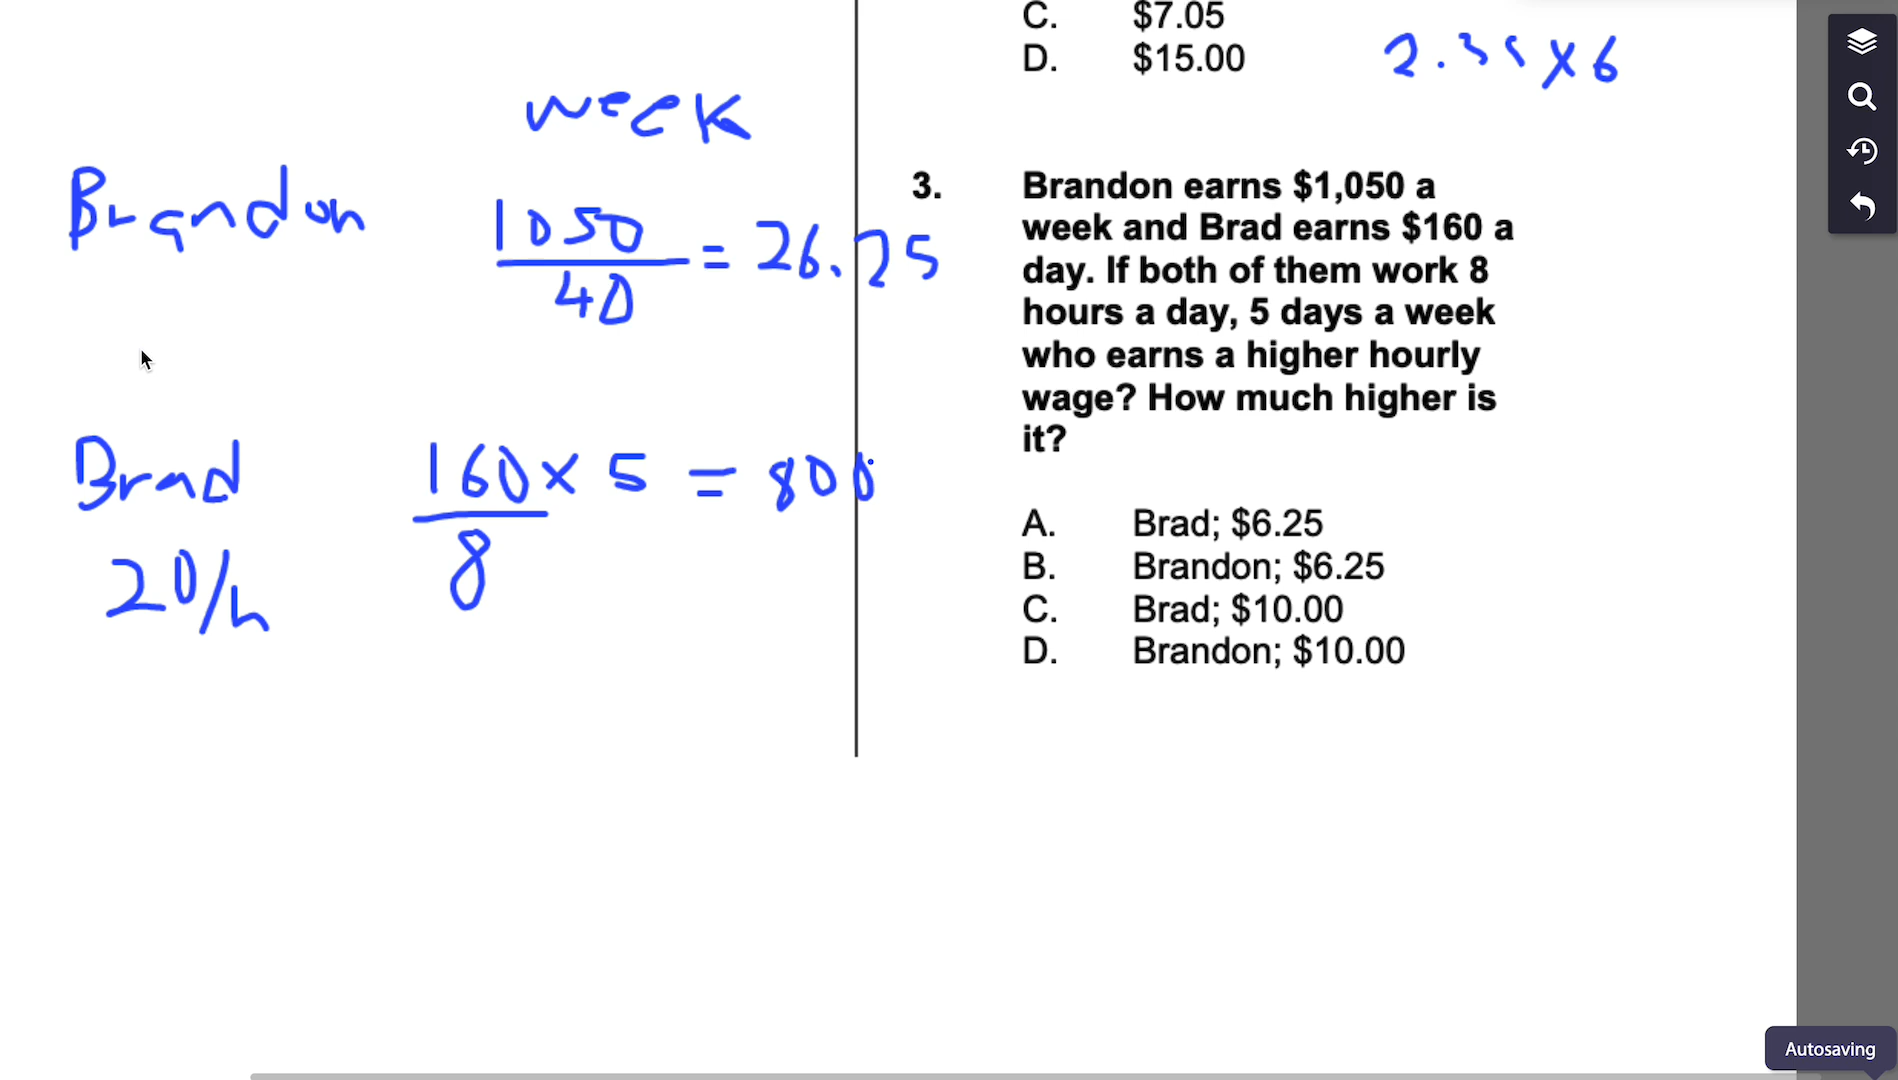 week
Brandon
1050
40
= 26.25
Brad
160 × 5 = 800
8
20/h
C. $7.05
D. $15.00
2.35 × 6
3. Brandon earns $1,050 a
week and Brad earns $160 a
day. If both of them work 8
hours a day, 5 days a week
who earns a higher hourly
wage? How much higher is
it?
A. Brad; $6.25
B. Brandon; $6.25
C. Brad; $10.00
D. Brandon; $10.00
Autosaving